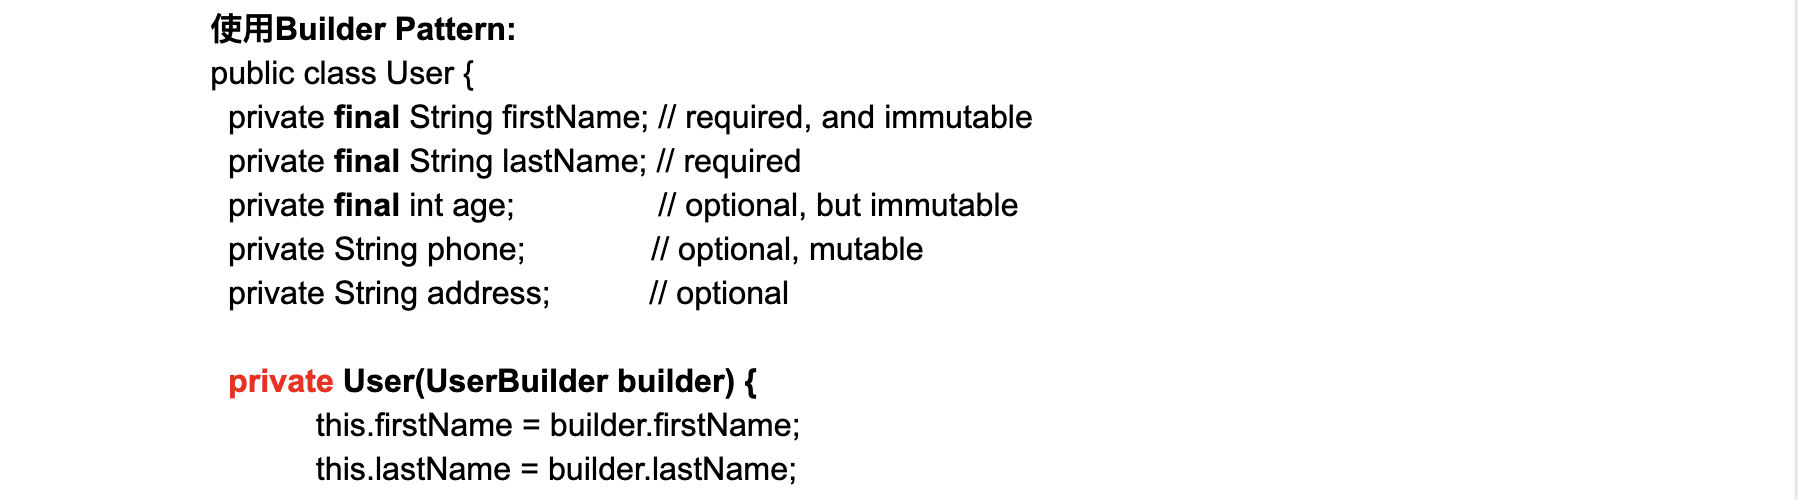 使用Builder Pattern:
public class User {
private final String firstName; // required, and immutable
private final String lastName; // required
private final int age; // optional, but immutable
private String phone; // optional, mutable
private String address; // optional
private User(UserBuilder builder) {
this.firstName = builder.firstName;
this.lastName = builder.lastName;